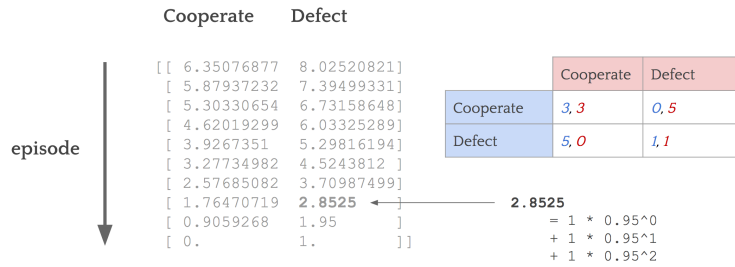 Cooperate Defect
[[ 6.35076877 8.02520821]
[ 5.87937232 7.39499331]
[ 5.30330654 6.73158648]
[ 4.62019299 6.03325289]
[ 3.9267351 5.29816194]
[ 3.27734982 4.5243812 ]
[ 2.57685082 3.70987499]
[ 1.76470719 2.8525 ]
[ 0.9059268 1.95 ]
[ 0. 1. ]]
episode
Cooperate Defect
Cooperate 3, 3 0, 5
Defect 5, 0 1, 1
2.8525
= 1 * 0.95^0
+ 1 * 0.95^1
+ 1 * 0.95^2